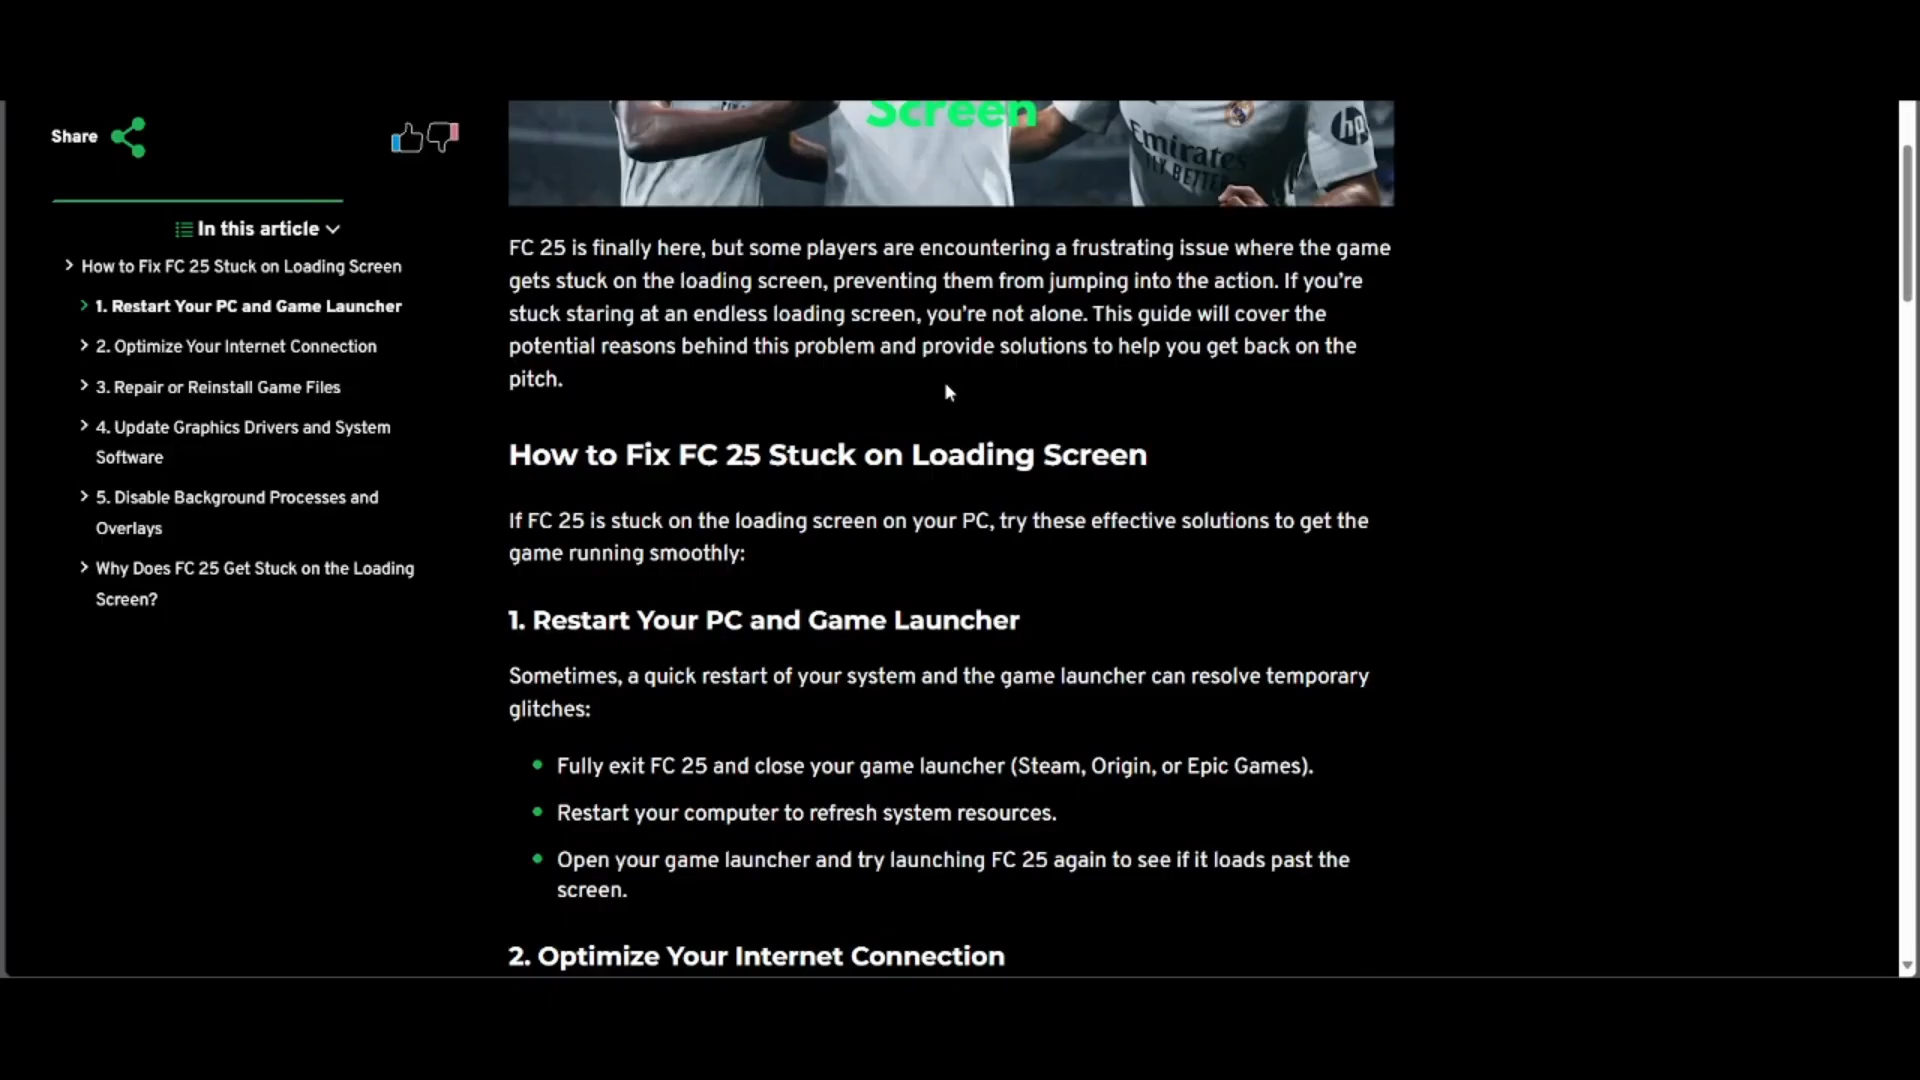 Share
In this article
How to Fix FC 25 Stuck on Loading Screen
1. Restart Your PC and Game Launcher
2. Optimize Your Internet Connection
3. Repair or Reinstall Game Files
4. Update Graphics Drivers and System
Software
5. Disable Background Processes and
Overlays
Why Does FC 25 Get Stuck on the Loading
Screen?
Screen
Emirates
FLY BETTER
hp
FC 25 is finally here, but some players are encountering a frustrating issue where the game
gets stuck on the loading screen, preventing them from jumping into the action. If you’re
stuck staring at an endless loading screen, you’re not alone. This guide will cover the
potential reasons behind this problem and provide solutions to help you get back on the
pitch.
How to Fix FC 25 Stuck on Loading Screen
If FC 25 is stuck on the loading screen on your PC, try these effective solutions to get the
game running smoothly:
1. Restart Your PC and Game Launcher
Sometimes, a quick restart of your system and the game launcher can resolve temporary
glitches:
Fully exit FC 25 and close your game launcher (Steam, Origin, or Epic Games).
Restart your computer to refresh system resources.
Open your game launcher and try launching FC 25 again to see if it loads past the
screen.
2. Optimize Your Internet Connection